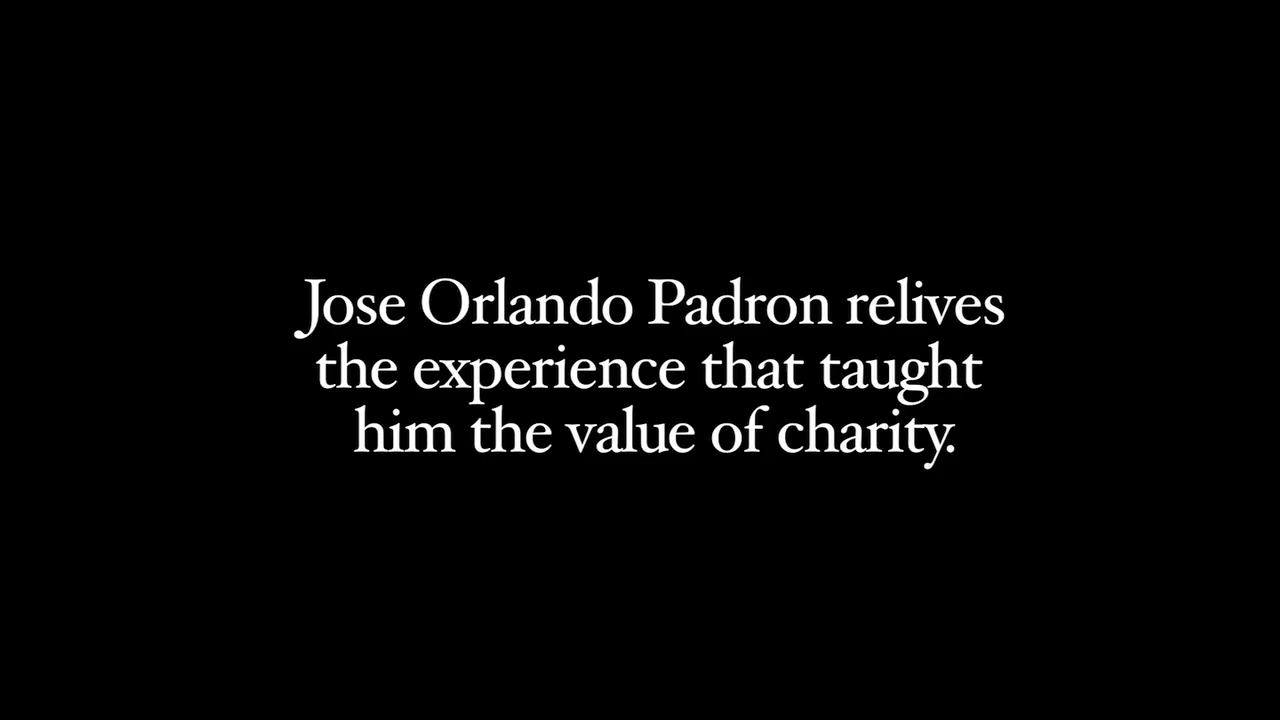 Jose Orlando Padron relives
the experience that taught
him the value of charity.